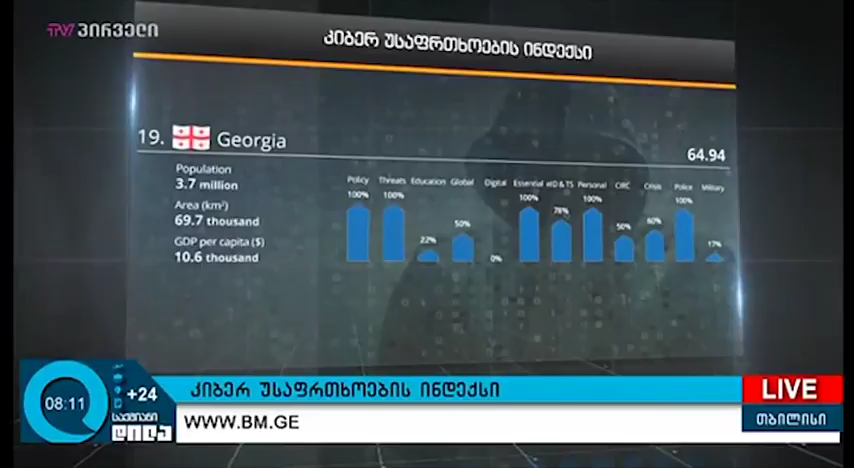 TV ᲞᲘᲠᲕᲔᲚᲘ
ᲙᲘᲑᲔᲠ ᲣᲡᲐᲤᲠᲗᲮᲝᲔᲑᲘᲡ ᲘᲜᲓᲔᲥᲡᲘ
19. Georgia 64.94
Population
3.7 million
Area (km²)
69.7 thousand
GDP per capita ($)
10.6 thousand
Policy Threats Education Global Digital Essential eID & TS Personal CIRC Crisis Police Military
100% 100% 22% 50% 0% 100% 78% 100% 50% 60% 100% 17%
08:11
+24
ᲡᲐᲥᲛᲘᲐᲜᲘ
ᲓᲘᲚᲐ
ᲙᲘᲑᲔᲠ ᲣᲡᲐᲤᲠᲗᲮᲝᲔᲑᲘᲡ ᲘᲜᲓᲔᲥᲡᲘ
WWW.BM.GE
LIVE
ᲗᲑᲘᲚᲘᲡᲘ